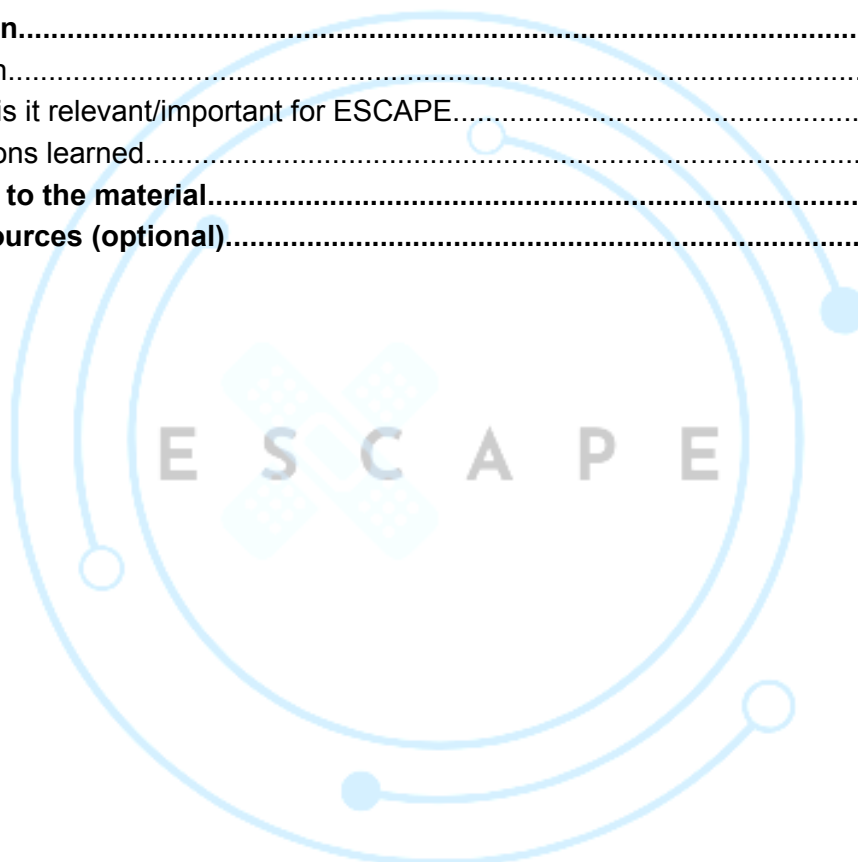 n..........................................................................................................
n..........................................................................................................
is it relevant/important for ESCAPE..................................................
ons learned.........................................................................................
to the material................................................................................
ources (optional)..............................................................................
E S C A P E